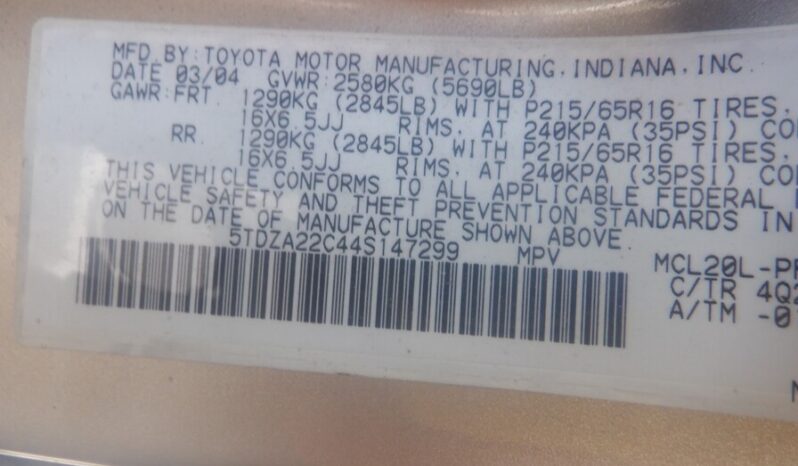 MFD.BY:TOYOTA MOTOR MANUFACTURING,INDIANA,INC.
DATE 03/04 GVWR:2580KG (5690LB)
GAWR:FRT 1290KG (2845LB) WITH P215/65R16 TIRES.
16X6.5JJ RIMS. AT 240KPA (35PSI)
RR 1290KG (2845LB) WITH P215/65R16 TIRES.
16X6.5JJ RIMS. AT 240KPA (35PSI)
THIS VEHICLE CONFORMS TO ALL APPLICABLE FEDERAL
VEHICLE SAFETY AND THEFT PREVENTION STANDARDS IN
ON THE DATE OF MANUFACTURE SHOWN ABOVE.
5TDZA22C44S147299 MPV
MCL20L-
C/TR
A/TM